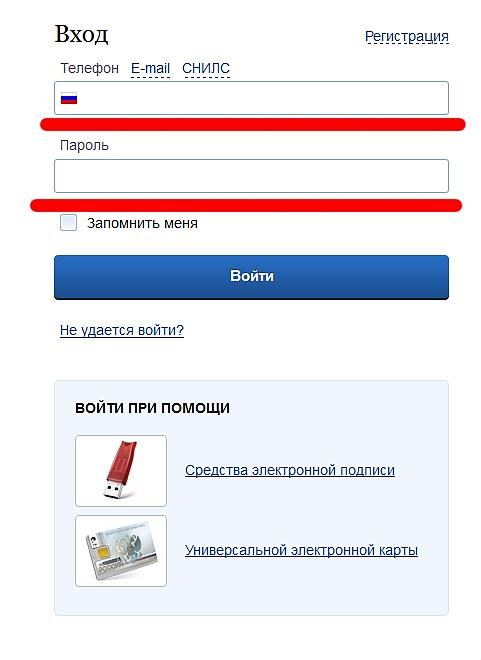 Вход
Регистрация
Телефон E-mail СНИЛС
Пароль
Запомнить меня
Войти
Не удается войти?
ВОЙТИ ПРИ ПОМОЩИ
Средства электронной подписи
Универсальной электронной карты